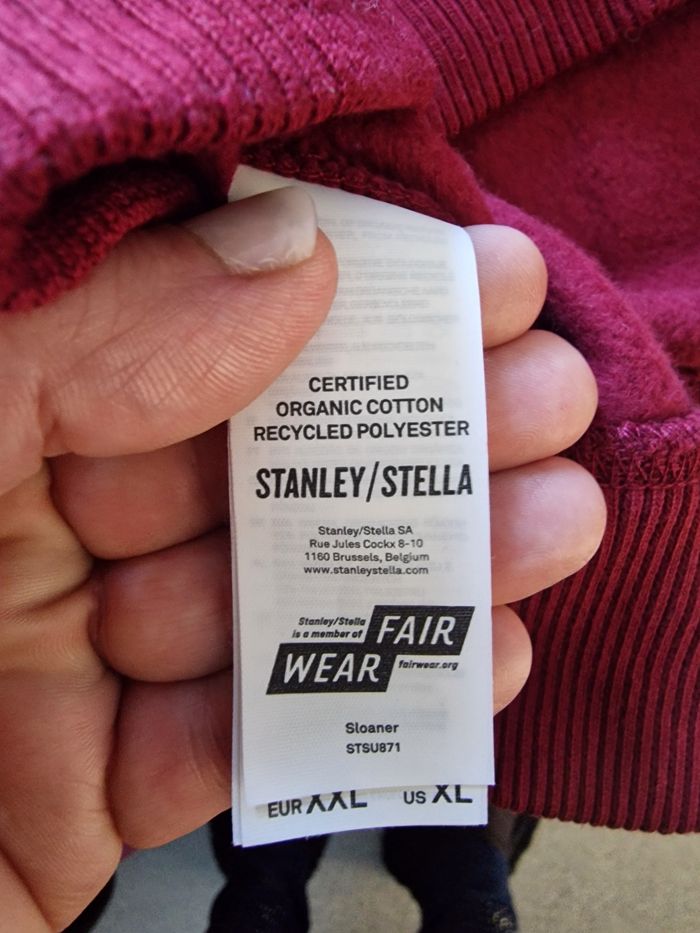 CERTIFIED
ORGANIC COTTON
RECYCLED POLYESTER
STANLEY/STELLA
Stanley/Stella SA
Rue Jules Cockx 8-10
1160 Brussels, Belgium
www.stanleystella.com
Stanley/Stella
is a member of
FAIR
WEAR
fairwear.org
Sloaner
STSU871
EUR XXL US XL